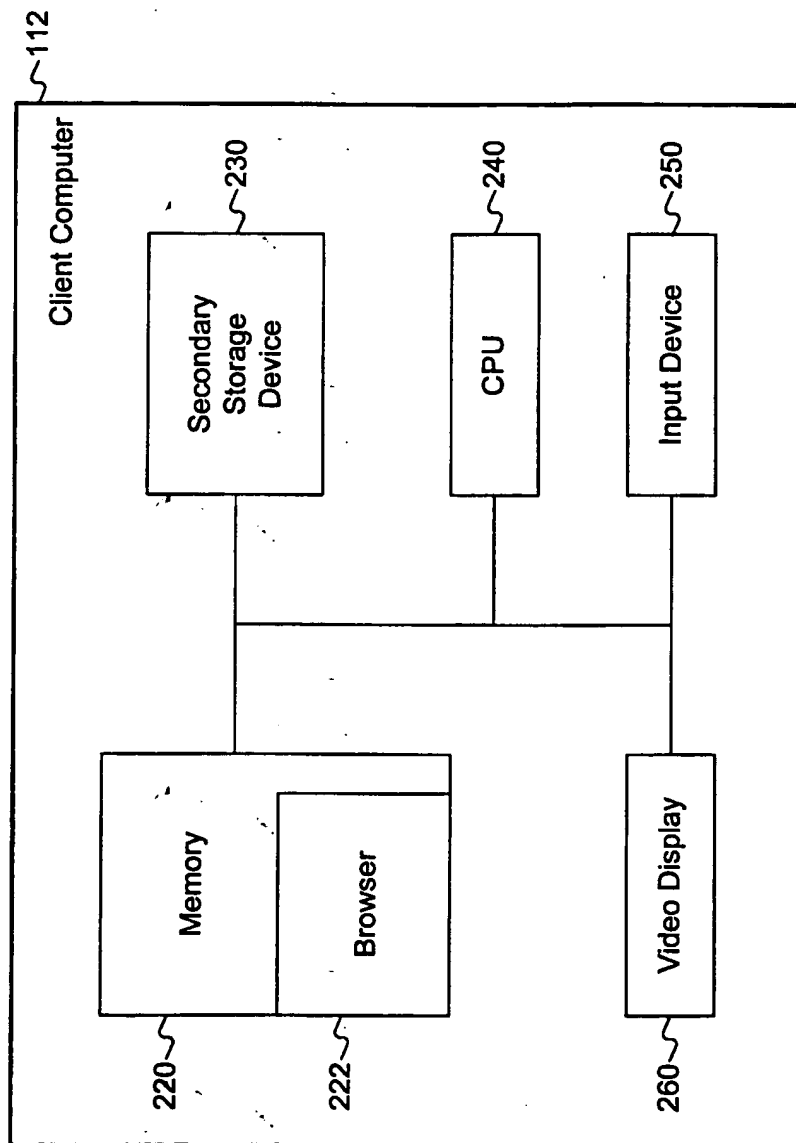 Client Computer
112
220
Memory
222
Browser
Secondary
Storage
Device
230
CPU
240
260
Video Display
Input Device
250